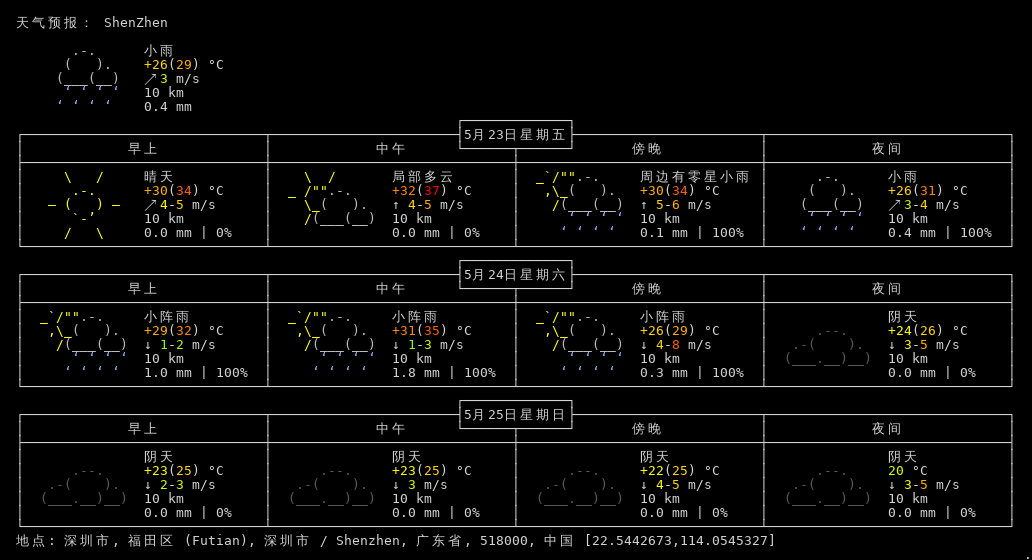 天气预报： ShenZhen
小雨
+26(29) °C
↗3 m/s
10 km
0.4 mm
5月23日星期五
早上 中午 傍晚 夜间
晴天 局部多云 周边有零星小雨 小雨
+30(34) °C +32(37) °C +30(34) °C +26(31) °C
↗4-5 m/s ↑ 4-5 m/s ↑ 5-6 m/s ↗3-4 m/s
10 km 10 km 10 km 10 km
0.0 mm | 0% 0.0 mm | 0% 0.1 mm | 100% 0.4 mm | 100%
5月24日星期六
早上 中午 傍晚 夜间
小阵雨 小阵雨 小阵雨 阴天
+29(32) °C +31(35) °C +26(29) °C +24(26) °C
↓ 1-2 m/s ↓ 1-3 m/s ↓ 4-8 m/s ↓ 3-5 m/s
10 km 10 km 10 km 10 km
1.0 mm | 100% 1.8 mm | 100% 0.3 mm | 100% 0.0 mm | 0%
5月25日星期日
早上 中午 傍晚 夜间
阴天 阴天 阴天 阴天
+23(25) °C +23(25) °C +22(25) °C 20 °C
↓ 2-3 m/s ↓ 3 m/s ↓ 4-5 m/s ↓ 3-5 m/s
10 km 10 km 10 km 10 km
0.0 mm | 0% 0.0 mm | 0% 0.0 mm | 0% 0.0 mm | 0%
地点: 深圳市, 福田区 (Futian), 深圳市 / Shenzhen, 广东省, 518000, 中国 [22.5442673,114.0545327]